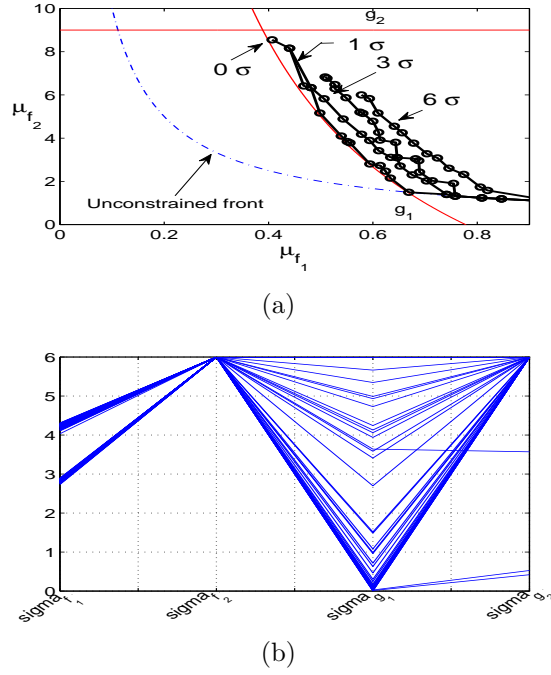 10
8
6
4
2
0
μf2
g2
0 σ
1 σ
3 σ
6 σ
Unconstrained front
g1
0 0.2 0.4 0.6 0.8
μf1
(a)
6
5
4
3
2
1
0
sigmaf1 sigmaf2 sigmag1 sigmag2
(b)